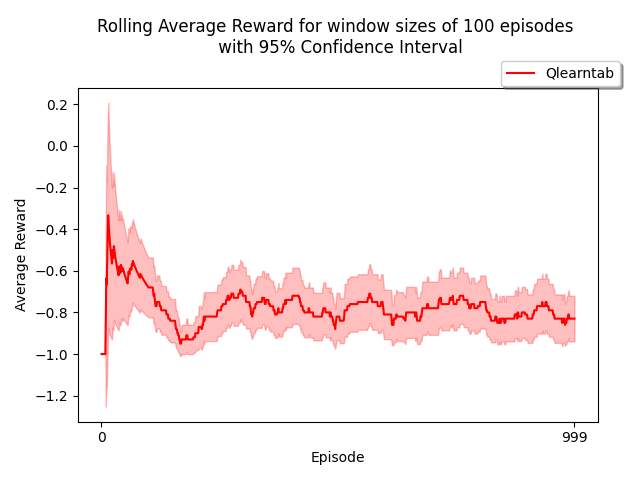 Rolling Average Reward for window sizes of 100 episodes
with 95% Confidence Interval
Qlearntab
0.2
0.0
−0.2
−0.4
−0.6
−0.8
−1.0
−1.2
Average Reward
0 999
Episode